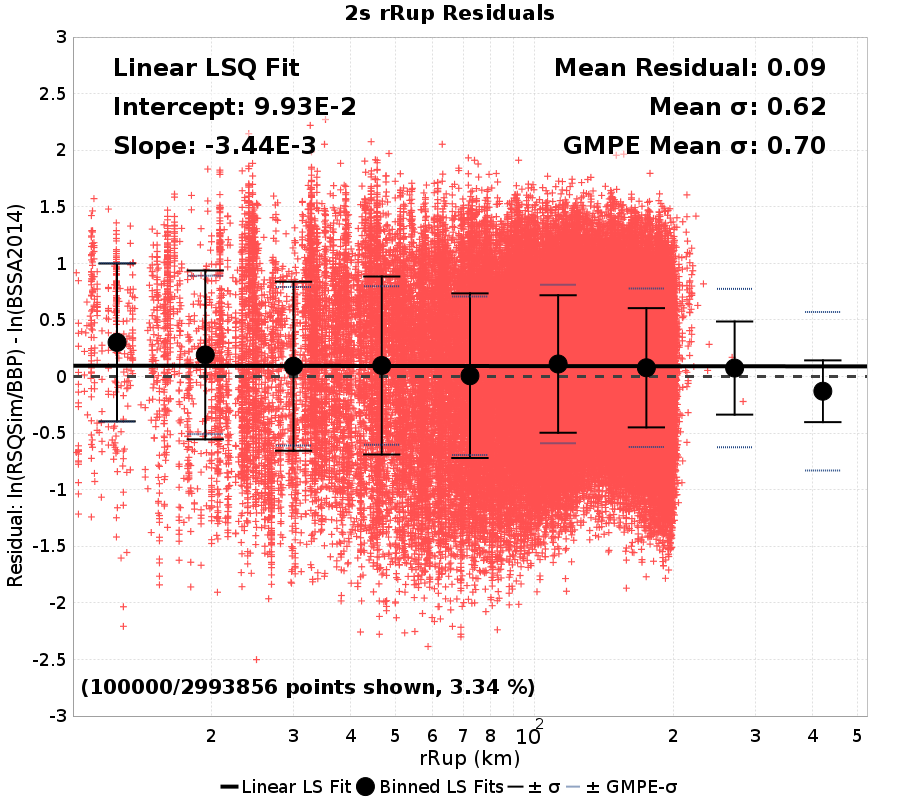 2s rRup Residuals
Linear LSQ Fit
Intercept: 9.93E-2
Slope: -3.44E-3
Mean Residual: 0.09
Mean σ: 0.62
GMPE Mean σ: 0.70
Residual: ln(RSQSim/BBP) - ln(BSSA2014)
3
2.5
2
1.5
1
0.5
0
-0.5
-1
-1.5
-2
-2.5
-3
(100000/2993856 points shown, 3.34 %)
2 3 4 5 6 7 8 10² 2 3 4 5
rRup (km)
Linear LS Fit Binned LS Fits ± σ ± GMPE-σ